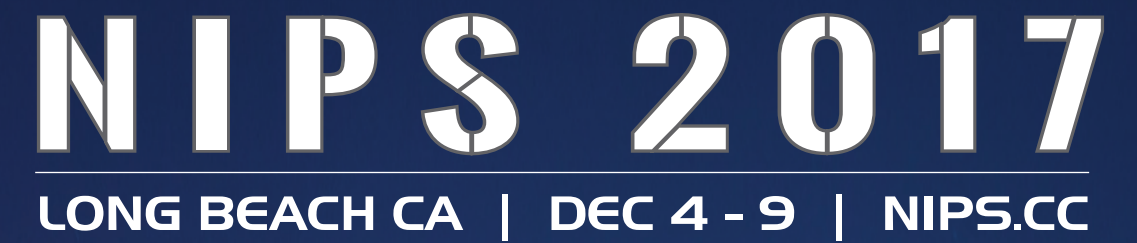 NIPS 2017
LONG BEACH CA | DEC 4 - 9 | NIPS.CC